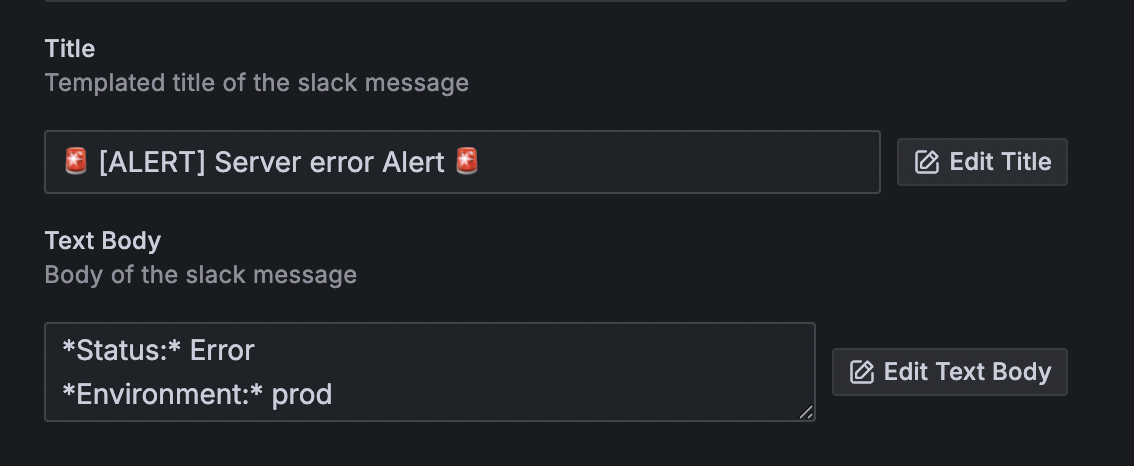 Title
Templated title of the slack message
🚨 [ALERT] Server error Alert 🚨
Edit Title
Text Body
Body of the slack message
*Status:* Error
*Environment:* prod
Edit Text Body